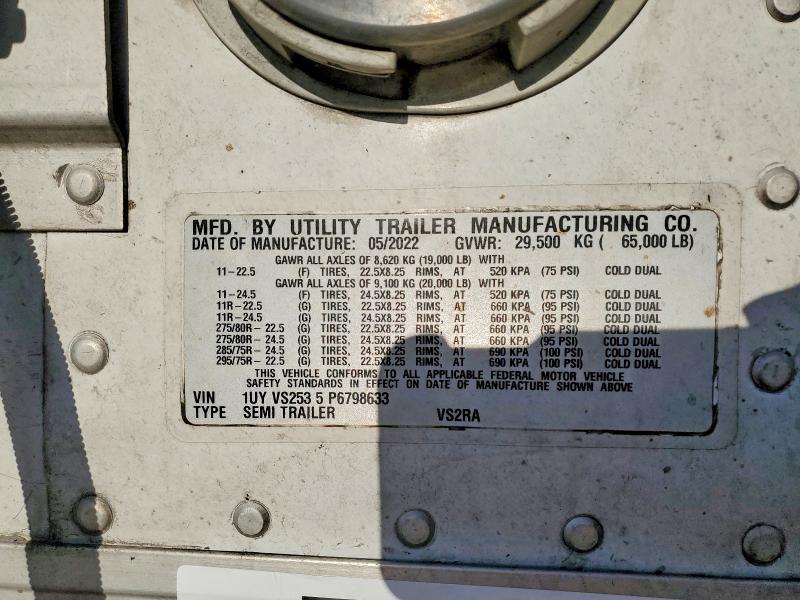 MFD. BY UTILITY TRAILER MANUFACTURING CO.
DATE OF MANUFACTURE: 05/2022 GVWR: 29,500 KG ( 65,000 LB)
GAWR ALL AXLES OF 8,620 KG (19,000 LB) WITH
11-22.5 (F) TIRES, 22.5X8.25 RIMS, AT 520 KPA (75 PSI) COLD DUAL
GAWR ALL AXLES OF 9,100 KG (20,000 LB) WITH
11-24.5 (F) TIRES, 24.5X8.25 RIMS, AT 520 KPA (75 PSI) COLD DUAL
11R-22.5 (G) TIRES, 22.5X8.25 RIMS, AT 660 KPA (95 PSI) COLD DUAL
11R-24.5 (G) TIRES, 24.5X8.25 RIMS, AT 660 KPA (95 PSI) COLD DUAL
275/80R-22.5 (G) TIRES, 22.5X8.25 RIMS, AT 660 KPA (95 PSI) COLD DUAL
275/80R-24.5 (G) TIRES, 24.5X8.25 RIMS, AT 660 KPA (95 PSI) COLD DUAL
285/75R-24.5 (G) TIRES, 24.5X8.25 RIMS, AT 690 KPA (100 PSI) COLD DUAL
295/75R-22.5 (G) TIRES, 22.5X8.25 RIMS, AT 690 KPA (100 PSI) COLD DUAL
THIS VEHICLE CONFORMS TO ALL APPLICABLE FEDERAL MOTOR VEHICLE
SAFETY STANDARDS IN EFFECT ON DATE OF MANUFACTURE SHOWN ABOVE
VIN 1UY VS253 5 P6798633
TYPE SEMI TRAILER VS2RA